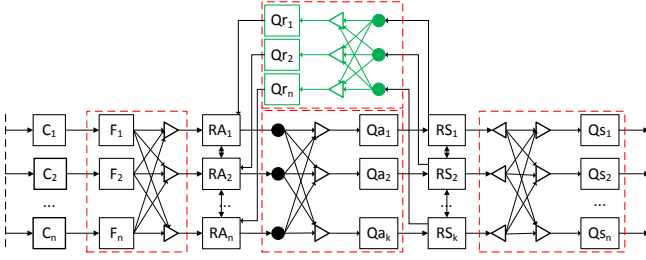 Qr₁
Qr₂
Qrₙ
C₁ F₁ RA₁ Qa₁ RS₁ Qs₁
C₂ F₂ RA₂ Qa₂ RS₂ Qs₂
... ... ... ...
Cₙ Fₙ RAₙ Qaₖ RSₖ Qsₙ